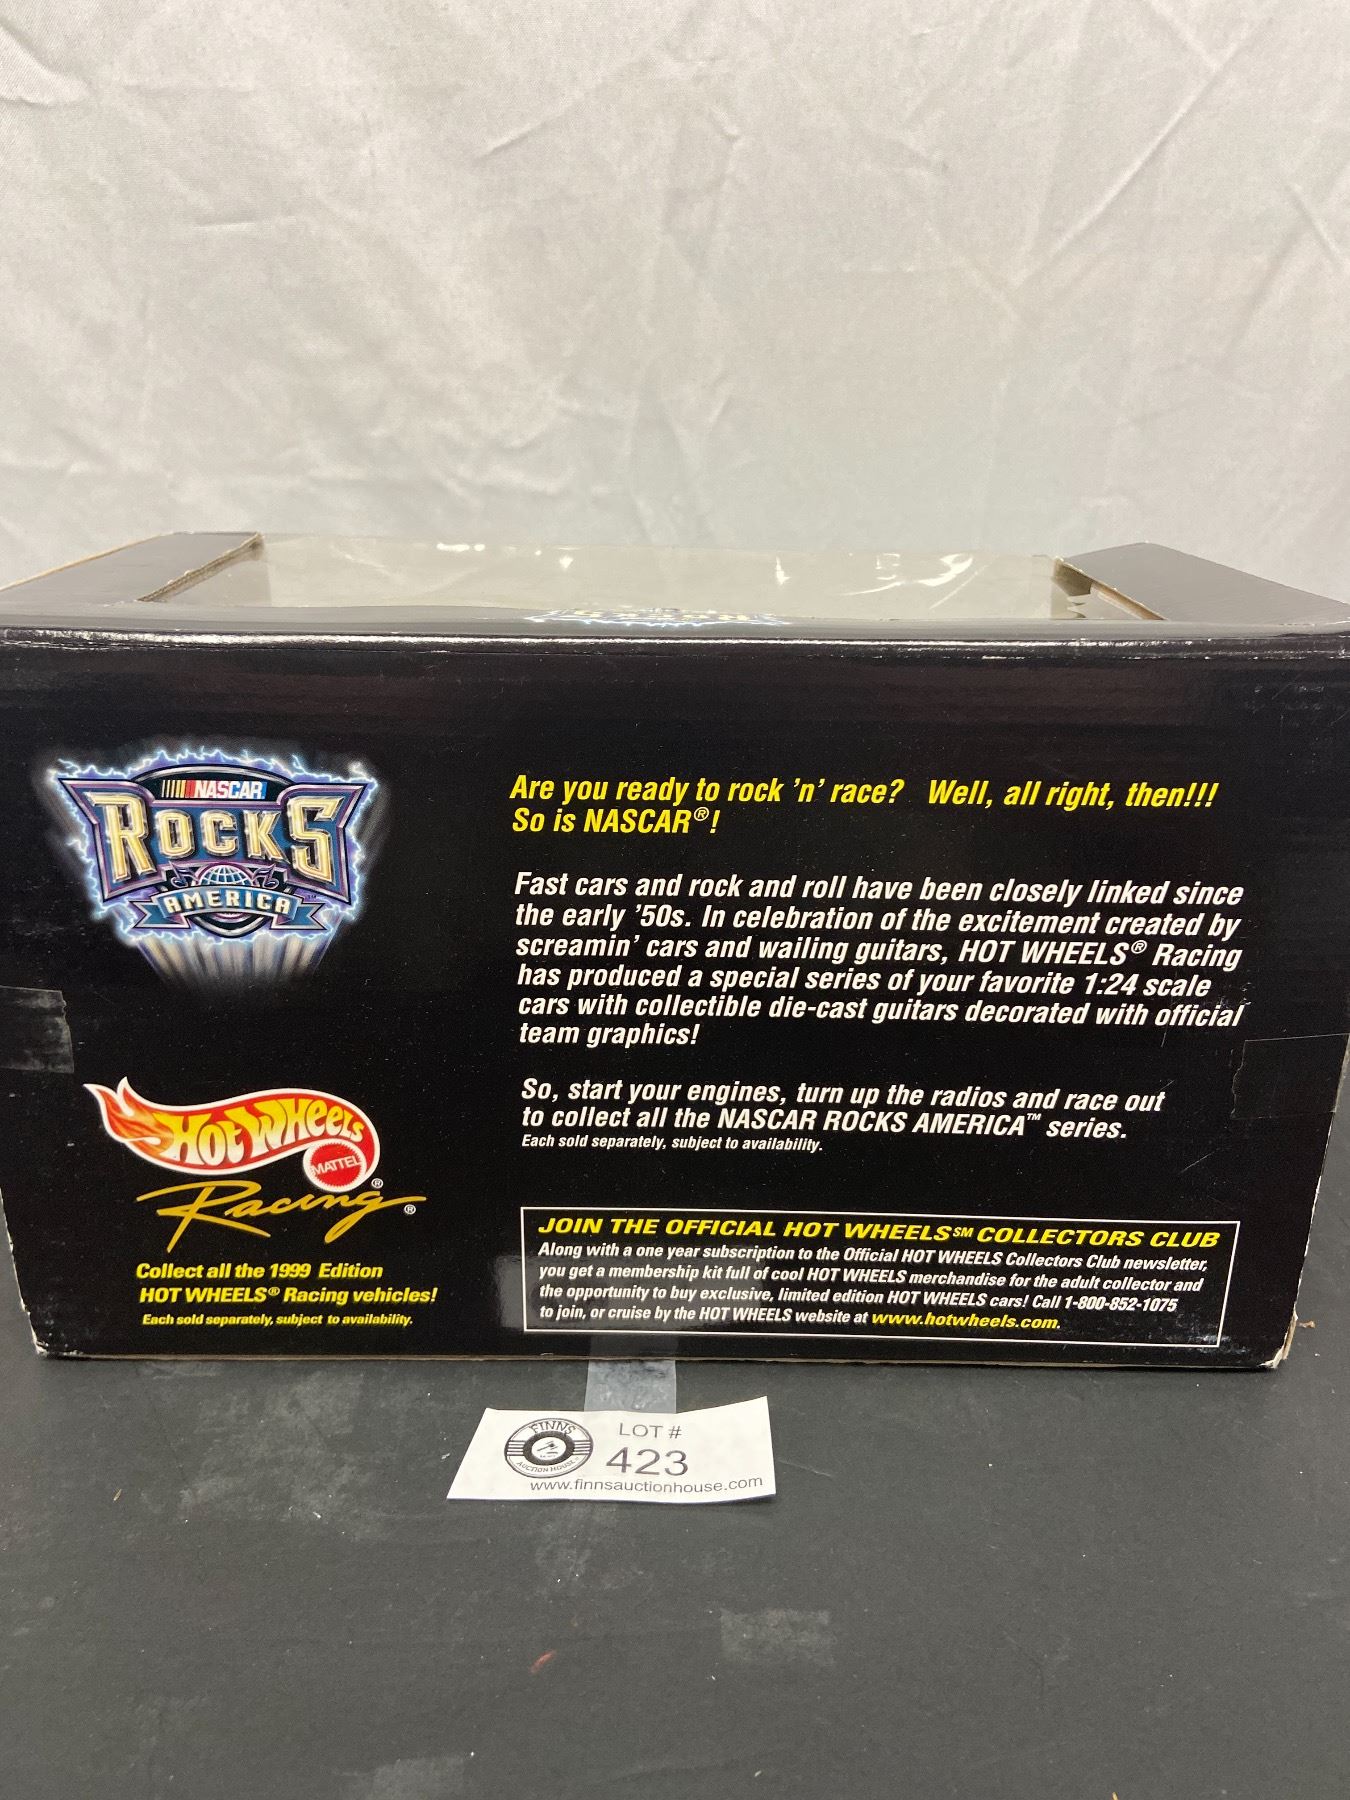 NASCAR
ROCKS
AMERICA™
Are you ready to rock 'n' race? Well, all right, then!!!
So is NASCAR®!
Fast cars and rock and roll have been closely linked since
the early '50s. In celebration of the excitement created by
screamin' cars and wailing guitars, HOT WHEELS® Racing
has produced a special series of your favorite 1:24 scale
cars with collectible die-cast guitars decorated with official
team graphics!
So, start your engines, turn up the radios and race out
to collect all the NASCAR ROCKS AMERICA™ series.
Each sold separately, subject to availability.
Hot Wheels
MATTEL
®
Racing®
Collect all the 1999 Edition
HOT WHEELS® Racing vehicles!
Each sold separately, subject to availability.
JOIN THE OFFICIAL HOT WHEELS℠ COLLECTORS CLUB
Along with a one year subscription to the Official HOT WHEELS Collectors Club newsletter,
you get a membership kit full of cool HOT WHEELS merchandise for the adult collector and
the opportunity to buy exclusive, limited edition HOT WHEELS cars! Call 1-800-852-1075
to join, or cruise by the HOT WHEELS website at www.hotwheels.com.
FINNS
AUCTION HOUSE
LOT #
423
www.finnsauctionhouse.com